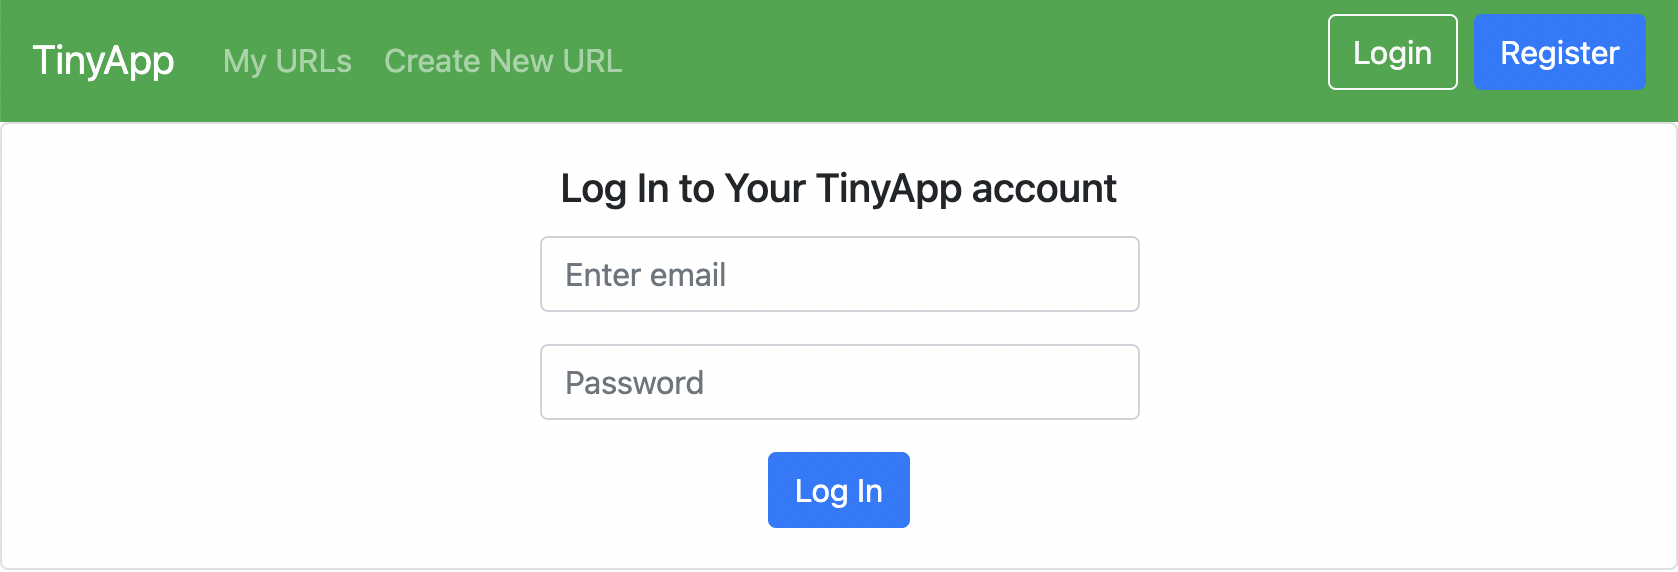 TinyApp My URLs Create New URL Login Register
Log In to Your TinyApp account
Enter email
Password
Log In